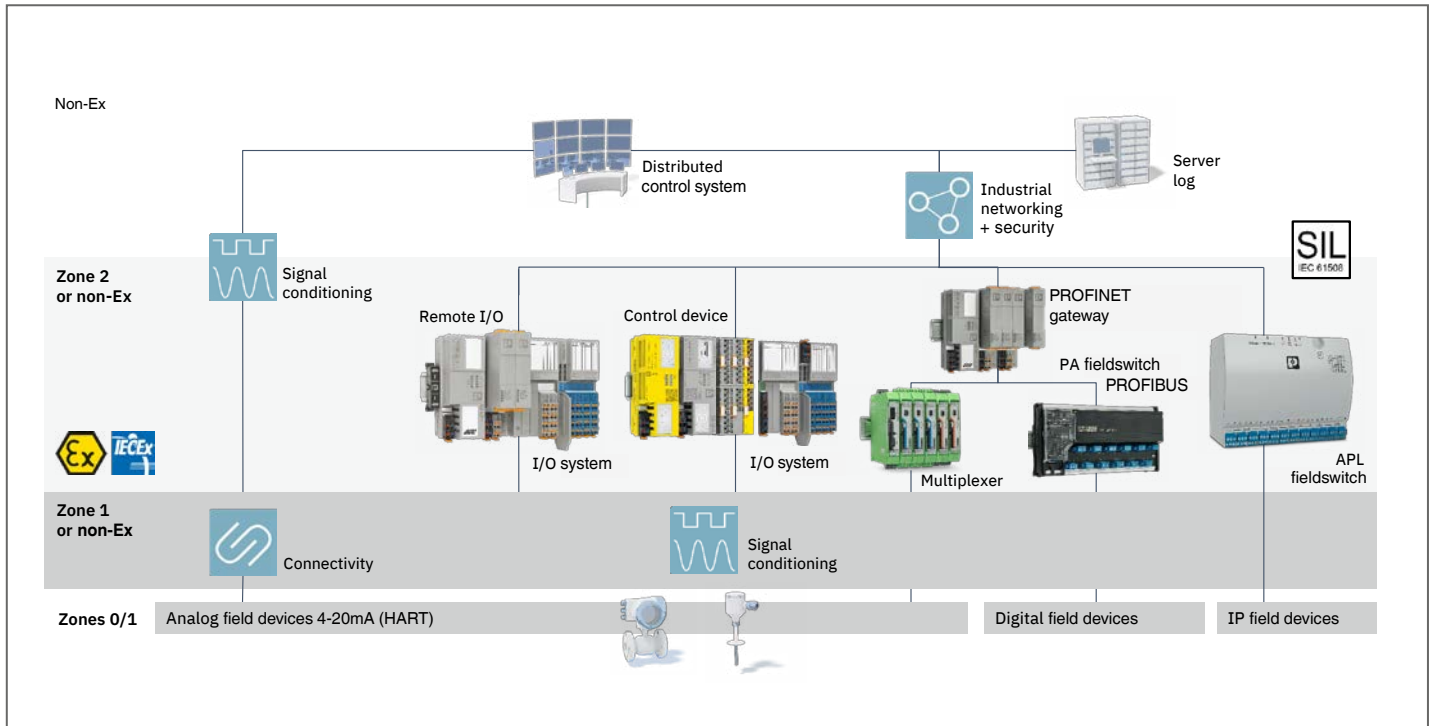 Non-Ex
Distributed
control system
Server
log
Industrial
networking
+ security
SIL
IEC 61508
Zone 2
or non-Ex
Signal
conditioning
Remote I/O
Control device
PROFINET
gateway
PA fieldswitch
PROFIBUS
Ex
IECEx
I/O system
I/O system
Multiplexer
APL
fieldswitch
Zone 1
or non-Ex
Connectivity
Signal
conditioning
Zones 0/1
Analog field devices 4-20mA (HART)
Digital field devices
IP field devices